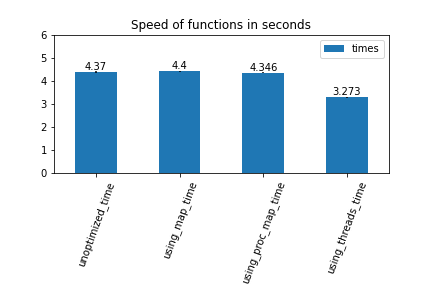 Speed of functions in seconds
6
5
4
3
2
1
0
times
4.37
4.4
4.346
3.273
unoptimized_time
using_map_time
using_proc_map_time
using_threads_time